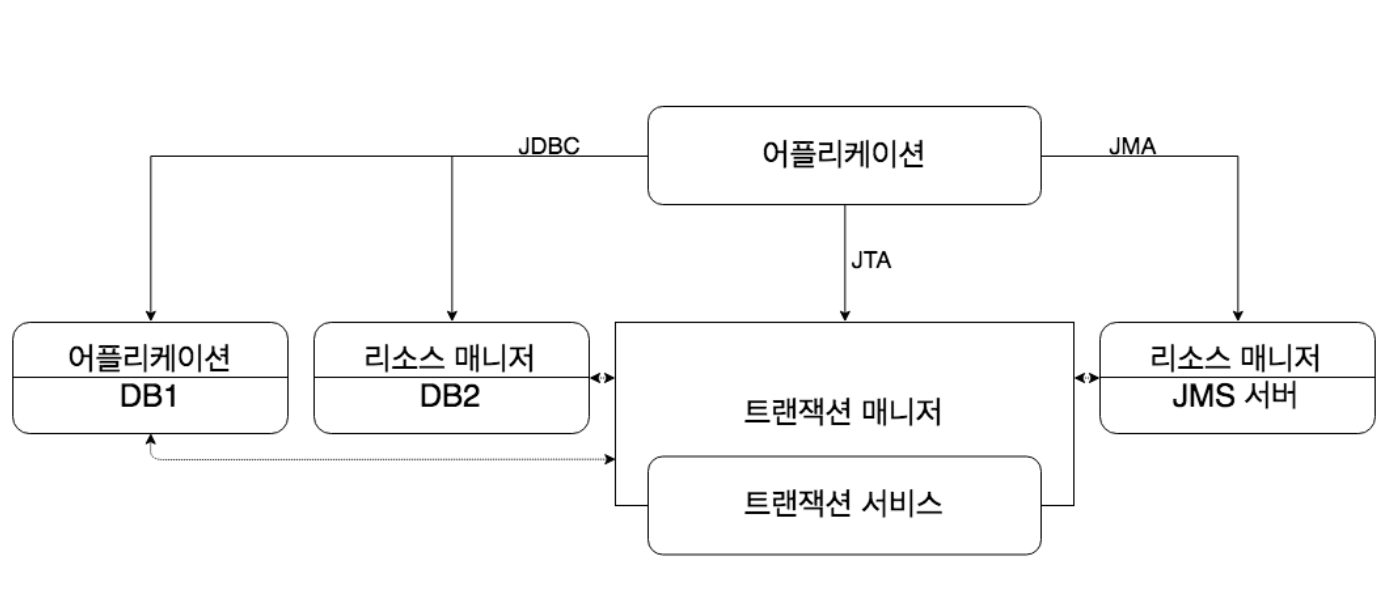 JDBC
어플리케이션
JMA
JTA
어플리케이션
DB1
리소스 매니저
DB2
트랜잭션 매니저
트랜잭션 서비스
리소스 매니저
JMS 서버